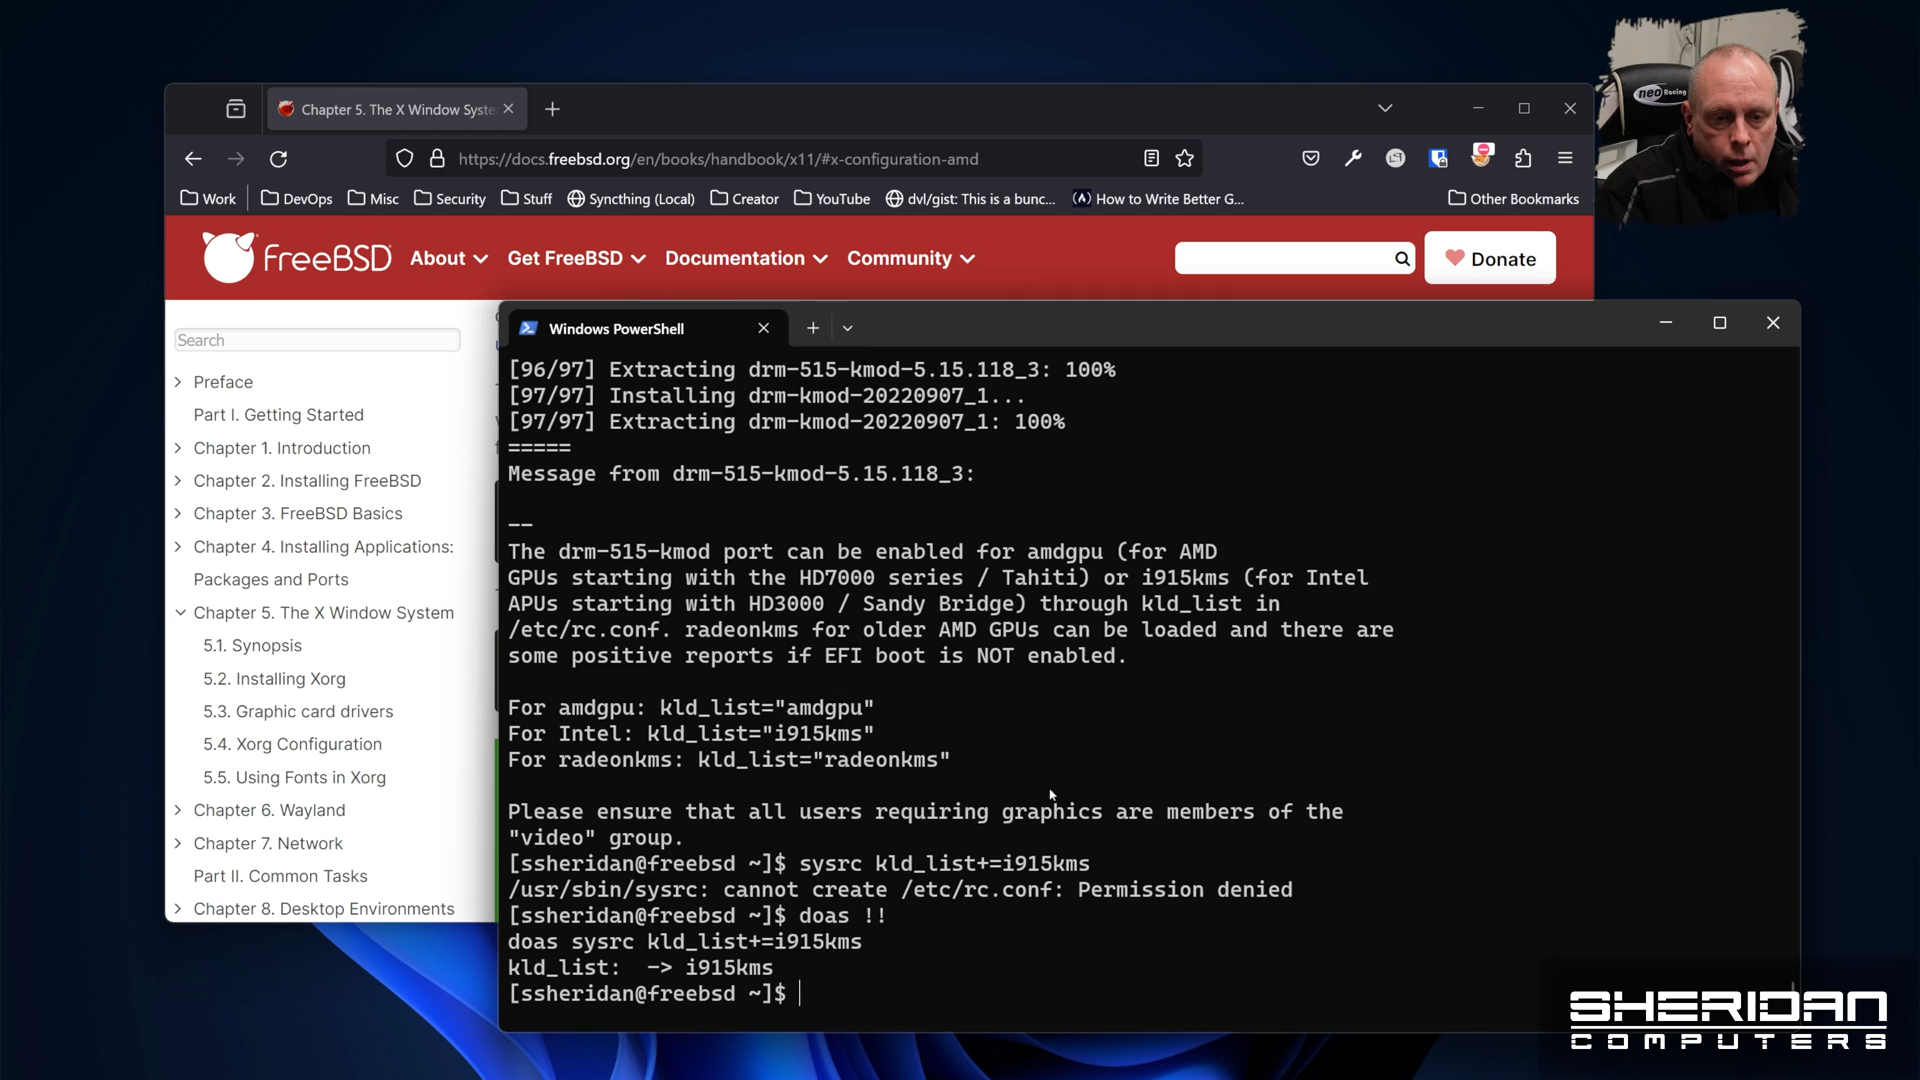 neo Racing
Chapter 5. The X Window Syste
https://docs.freebsd.org/en/books/handbook/x11/#x-configuration-amd
Work
DevOps
Misc
Security
Stuff
Syncthing (Local)
Creator
YouTube
dvl/gist: This is a bunc...
How to Write Better G...
Other Bookmarks
FreeBSD
About
Get FreeBSD
Documentation
Community
Donate
Search
Preface
Part I. Getting Started
Chapter 1. Introduction
Chapter 2. Installing FreeBSD
Chapter 3. FreeBSD Basics
Chapter 4. Installing Applications:
Packages and Ports
Chapter 5. The X Window System
5.1. Synopsis
5.2. Installing Xorg
5.3. Graphic card drivers
5.4. Xorg Configuration
5.5. Using Fonts in Xorg
Chapter 6. Wayland
Chapter 7. Network
Part II. Common Tasks
Chapter 8. Desktop Environments
Windows PowerShell
[96/97] Extracting drm-515-kmod-5.15.118_3: 100%
[97/97] Installing drm-kmod-20220907_1...
[97/97] Extracting drm-kmod-20220907_1: 100%
=====
Message from drm-515-kmod-5.15.118_3:
--
The drm-515-kmod port can be enabled for amdgpu (for AMD
GPUs starting with the HD7000 series / Tahiti) or i915kms (for Intel
APUs starting with HD3000 / Sandy Bridge) through kld_list in
/etc/rc.conf. radeonkms for older AMD GPUs can be loaded and there are
some positive reports if EFI boot is NOT enabled.
For amdgpu: kld_list="amdgpu"
For Intel: kld_list="i915kms"
For radeonkms: kld_list="radeonkms"
Please ensure that all users requiring graphics are members of the
"video" group.
[ssheridan@freebsd ~]$ sysrc kld_list+=i915kms
/usr/sbin/sysrc: cannot create /etc/rc.conf: Permission denied
[ssheridan@freebsd ~]$ doas !!
doas sysrc kld_list+=i915kms
kld_list:  -> i915kms
[ssheridan@freebsd ~]$
SHERIDAN
COMPUTERS